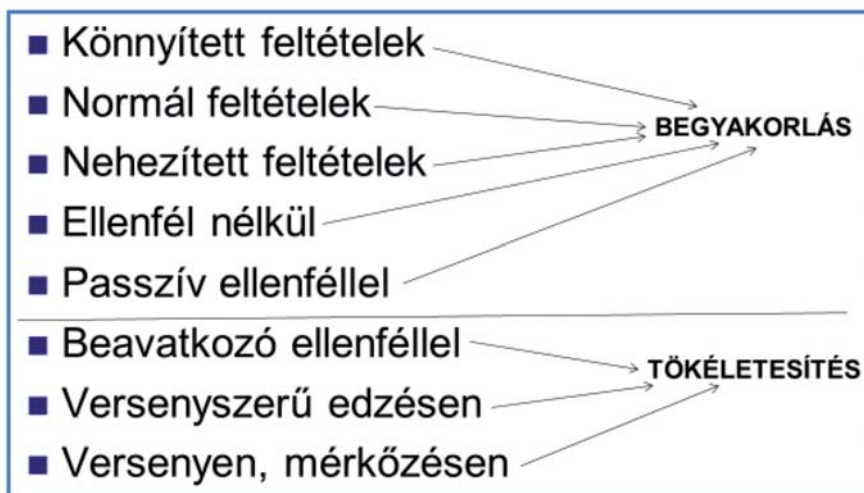 Könnyített feltételek
Normál feltételek
BEGYAKORLÁS
Nehezített feltételek
Ellenfél nélkül
Passzív ellenféllel
Beavatkozó ellenféllel
TÖKÉLETESÍTÉS
Versenyszerű edzésen
Versenyen, mérkőzésen